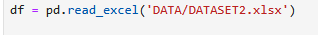 df = pd.read_excel('DATA/DATASET2.xlsx')